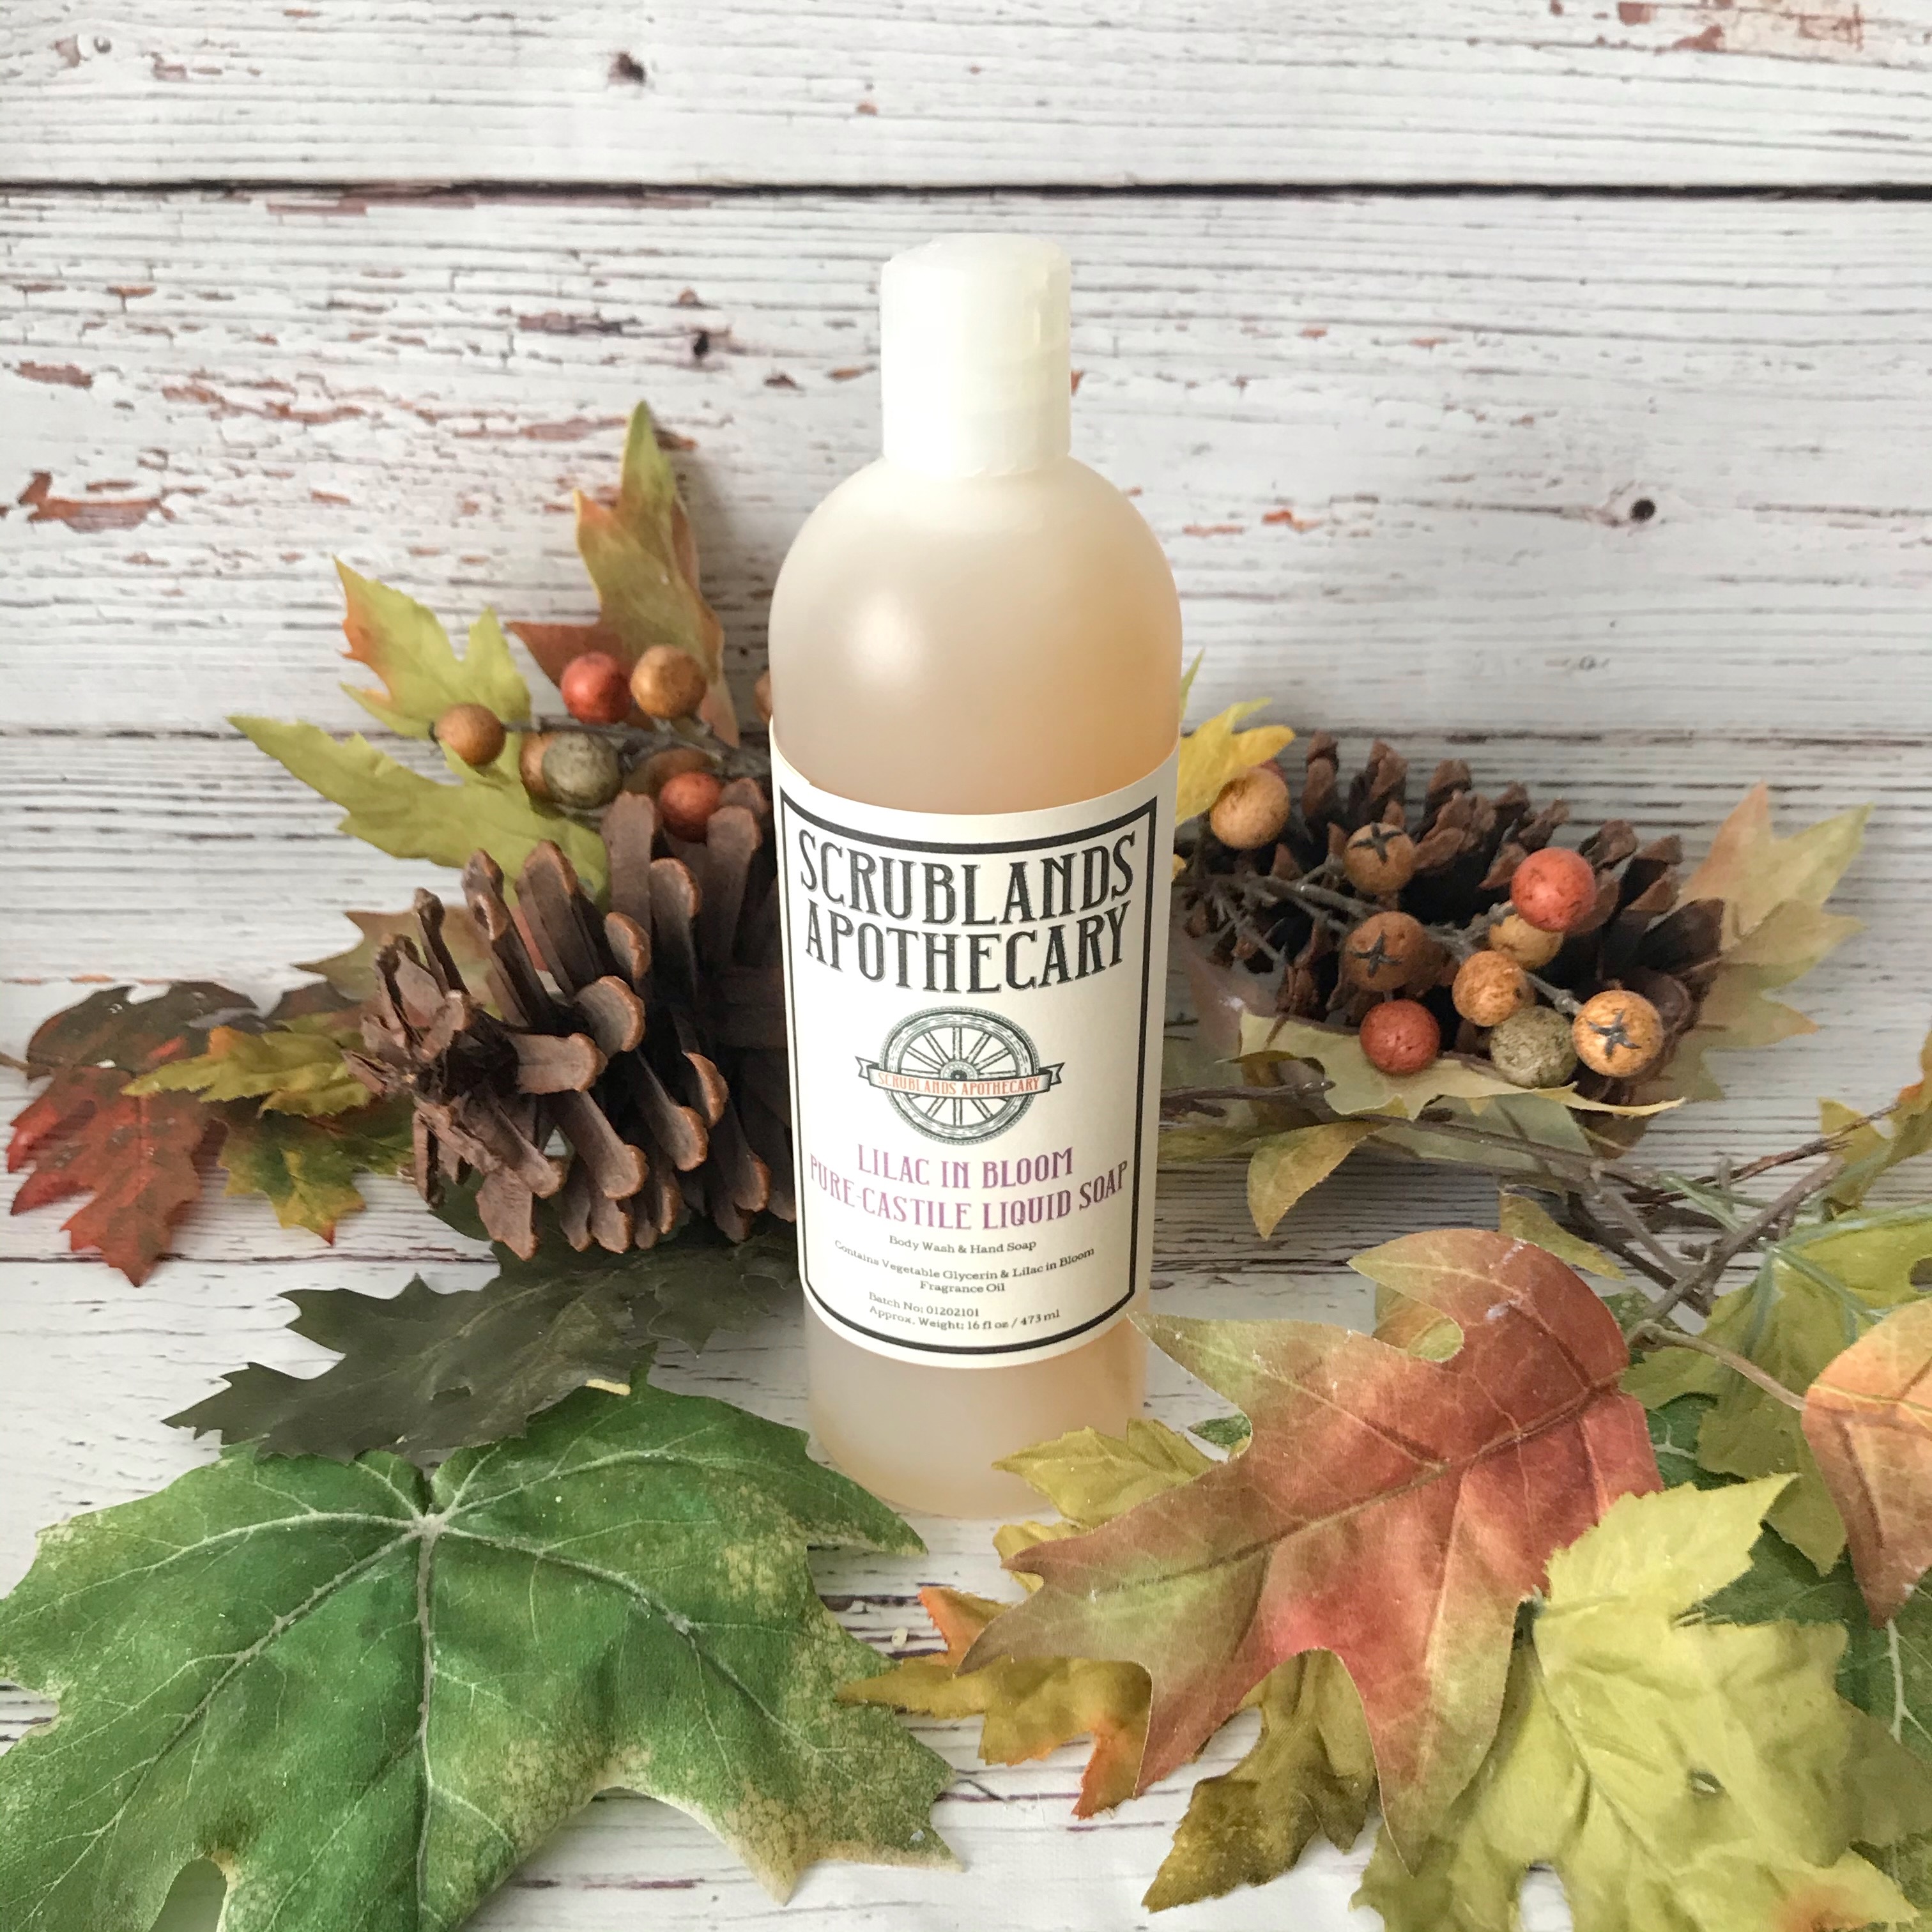 SCRUBLANDS
APOTHECARY
SCRUBLANDS APOTHECARY
LILAC IN BLOOM
PURE-CASTILE LIQUID SOAP
Body Wash & Hand Soap
Contains Vegetable Glycerin & Lilac in Bloom
Fragrance Oil
Batch No: 01202101
Approx. Weight: 16 fl oz / 473 ml